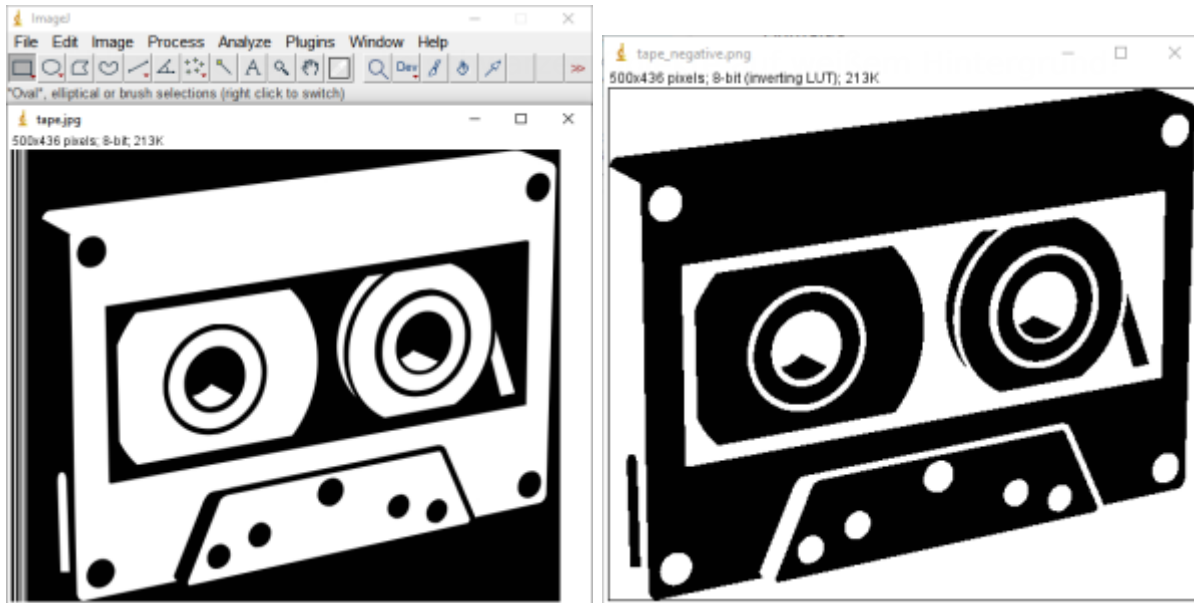 ImageJ
File Edit Image Process Analyze Plugins Window Help
A Dev >>
"Oval", elliptical or brush selections (right click to switch)
tape.jpg
500x436 pixels; 8-bit; 213K
tape_negative.png
500x436 pixels; 8-bit (inverting LUT); 213K